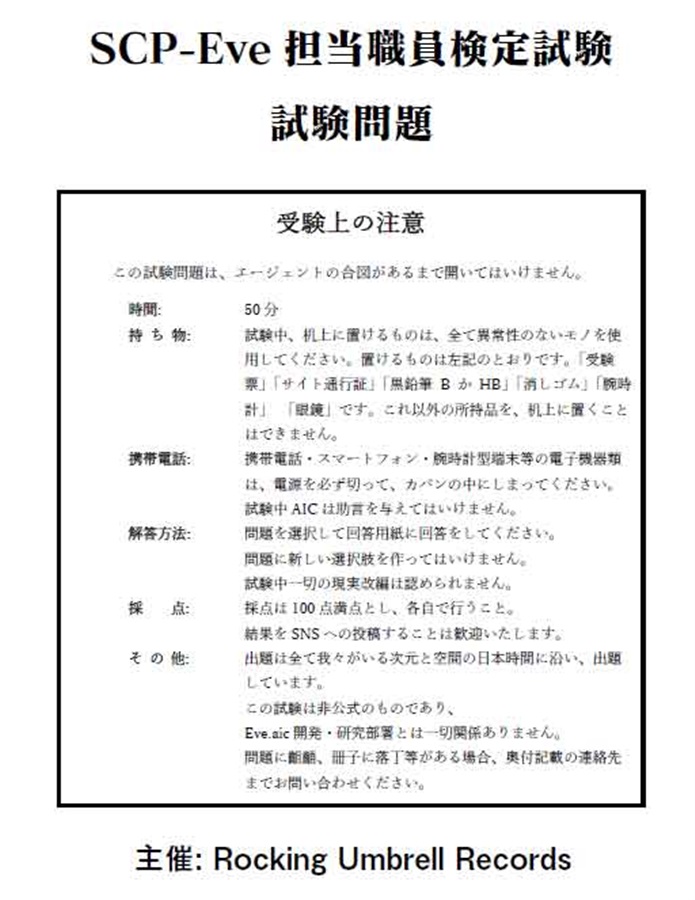 SCP-Eve 担当職員検定試験
試験問題
受験上の注意
この試験問題は、エージェントの合図があるまで開いてはいけません。
時間: 50 分
持ち物: 試験中、机上に置けるものは、全て異常性のないモノを使
用してください。置けるものは左記のとおりです。「受験
票」「サイト通行証」「黒鉛筆 B か HB」「消しゴム」「腕時
計」 「眼鏡」です。これ以外の所持品を、机上に置くこと
はできません。
携帯電話: 携帯電話・スマートフォン・腕時計型端末等の電子機器類
は、電源を必ず切って、カバンの中にしまってください。
試験中 AIC は助言を与えてはいけません。
解答方法: 問題を選択して回答用紙に回答をしてください。
問題に新しい選択肢を作ってはいけません。
試験中一切の現実改編は認められません。
採 点: 採点は 100 点満点とし、各自で行うこと。
結果を SNS への投稿することは歓迎いたします。
その他: 出題は全て我々がいる次元と空間の日本時間に沿い、出題
しています。
この試験は非公式のものであり、
Eve.aic 開発・研究部署とは一切関係ありません。
問題に齟齬、冊子に落丁等がある場合、奥付記載の連絡先
までお問い合わせください。
主催: Rocking Umbrell Records